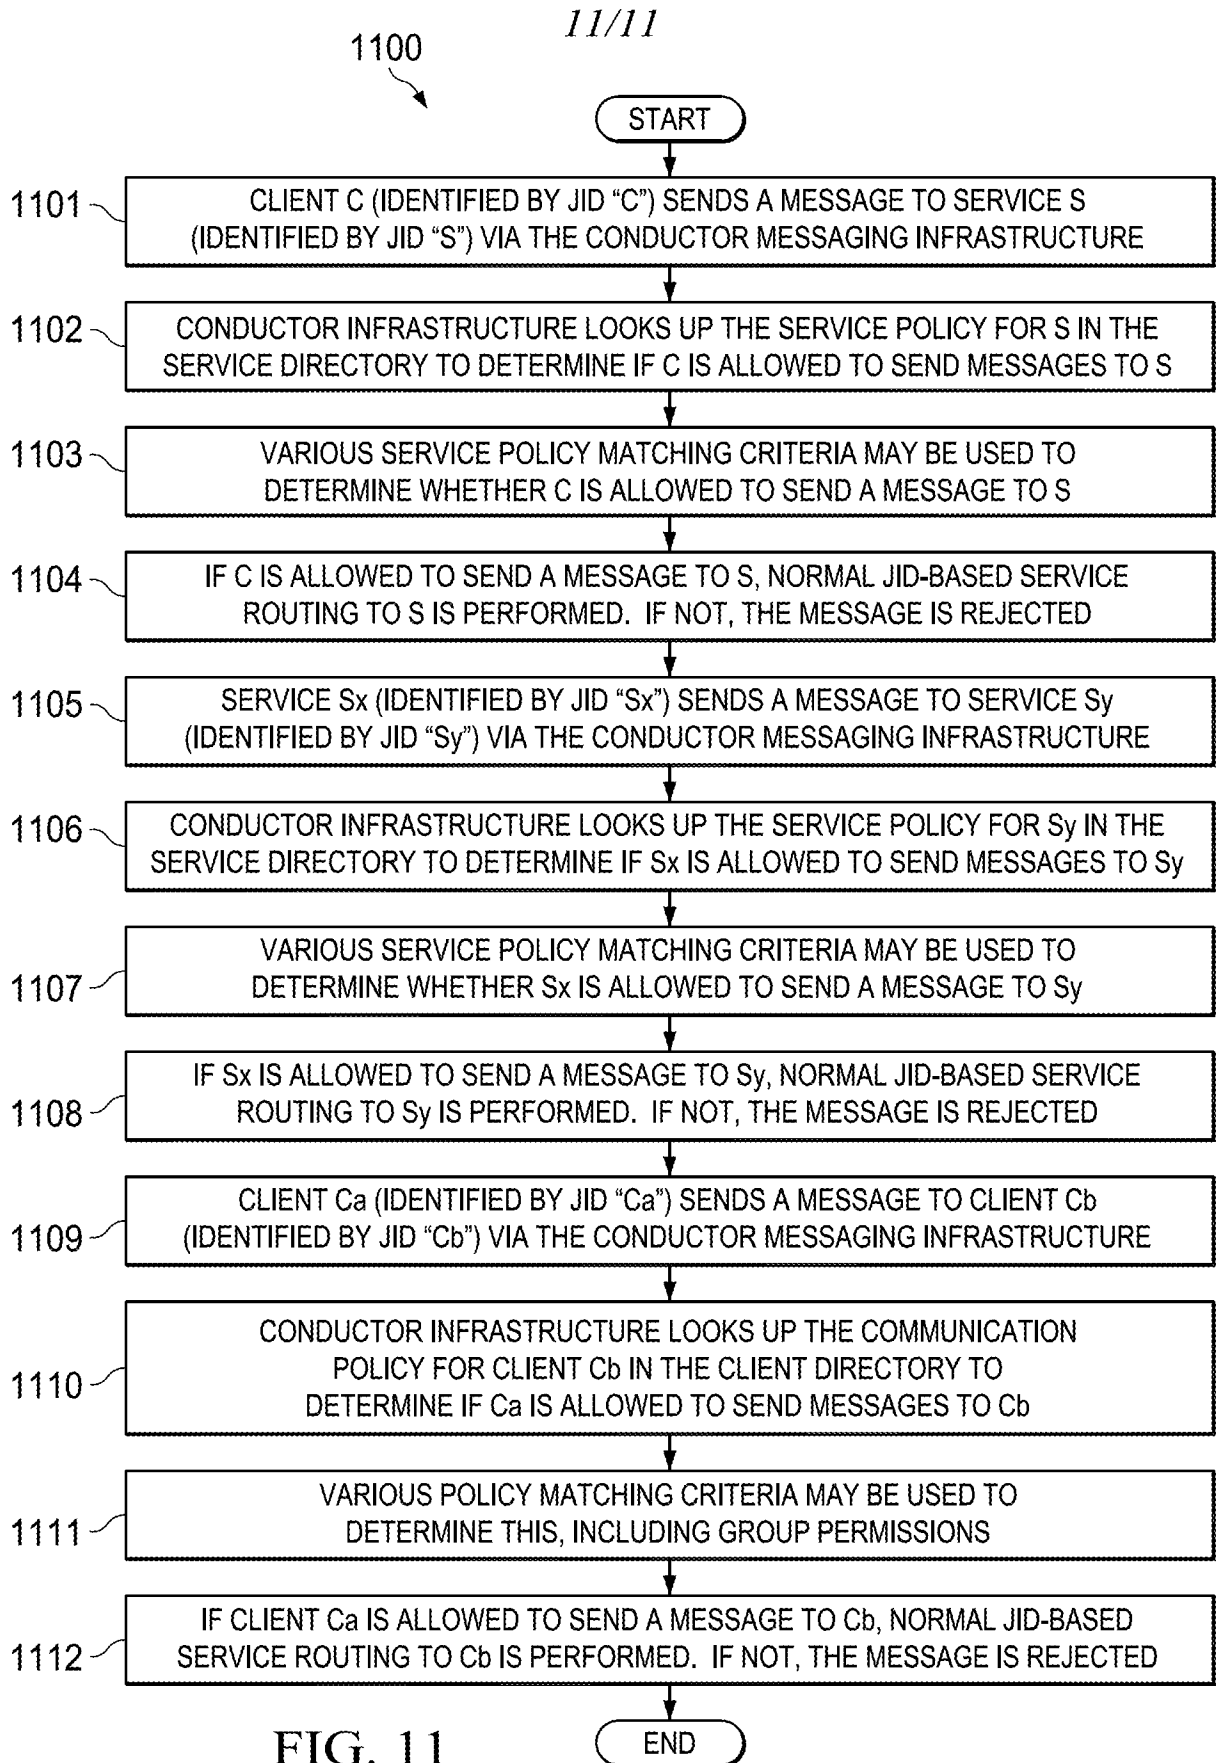 11/11
1100
START
1101
CLIENT C (IDENTIFIED BY JID “C”) SENDS A MESSAGE TO SERVICE S
(IDENTIFIED BY JID “S”) VIA THE CONDUCTOR MESSAGING INFRASTRUCTURE
1102
CONDUCTOR INFRASTRUCTURE LOOKS UP THE SERVICE POLICY FOR S IN THE
SERVICE DIRECTORY TO DETERMINE IF C IS ALLOWED TO SEND MESSAGES TO S
1103
VARIOUS SERVICE POLICY MATCHING CRITERIA MAY BE USED TO
DETERMINE WHETHER C IS ALLOWED TO SEND A MESSAGE TO S
1104
IF C IS ALLOWED TO SEND A MESSAGE TO S, NORMAL JID-BASED SERVICE
ROUTING TO S IS PERFORMED. IF NOT, THE MESSAGE IS REJECTED
1105
SERVICE Sx (IDENTIFIED BY JID “Sx”) SENDS A MESSAGE TO SERVICE Sy
(IDENTIFIED BY JID “Sy”) VIA THE CONDUCTOR MESSAGING INFRASTRUCTURE
1106
CONDUCTOR INFRASTRUCTURE LOOKS UP THE SERVICE POLICY FOR Sy IN THE
SERVICE DIRECTORY TO DETERMINE IF Sx IS ALLOWED TO SEND MESSAGES TO Sy
1107
VARIOUS SERVICE POLICY MATCHING CRITERIA MAY BE USED TO
DETERMINE WHETHER Sx IS ALLOWED TO SEND A MESSAGE TO Sy
1108
IF Sx IS ALLOWED TO SEND A MESSAGE TO Sy, NORMAL JID-BASED SERVICE
ROUTING TO Sy IS PERFORMED. IF NOT, THE MESSAGE IS REJECTED
1109
CLIENT Ca (IDENTIFIED BY JID “Ca”) SENDS A MESSAGE TO CLIENT Cb
(IDENTIFIED BY JID “Cb”) VIA THE CONDUCTOR MESSAGING INFRASTRUCTURE
1110
CONDUCTOR INFRASTRUCTURE LOOKS UP THE COMMUNICATION
POLICY FOR CLIENT Cb IN THE CLIENT DIRECTORY TO
DETERMINE IF Ca IS ALLOWED TO SEND MESSAGES TO Cb
1111
VARIOUS POLICY MATCHING CRITERIA MAY BE USED TO
DETERMINE THIS, INCLUDING GROUP PERMISSIONS
1112
IF CLIENT Ca IS ALLOWED TO SEND A MESSAGE TO Cb, NORMAL JID-BASED
SERVICE ROUTING TO Cb IS PERFORMED. IF NOT, THE MESSAGE IS REJECTED
END
FIG. 11